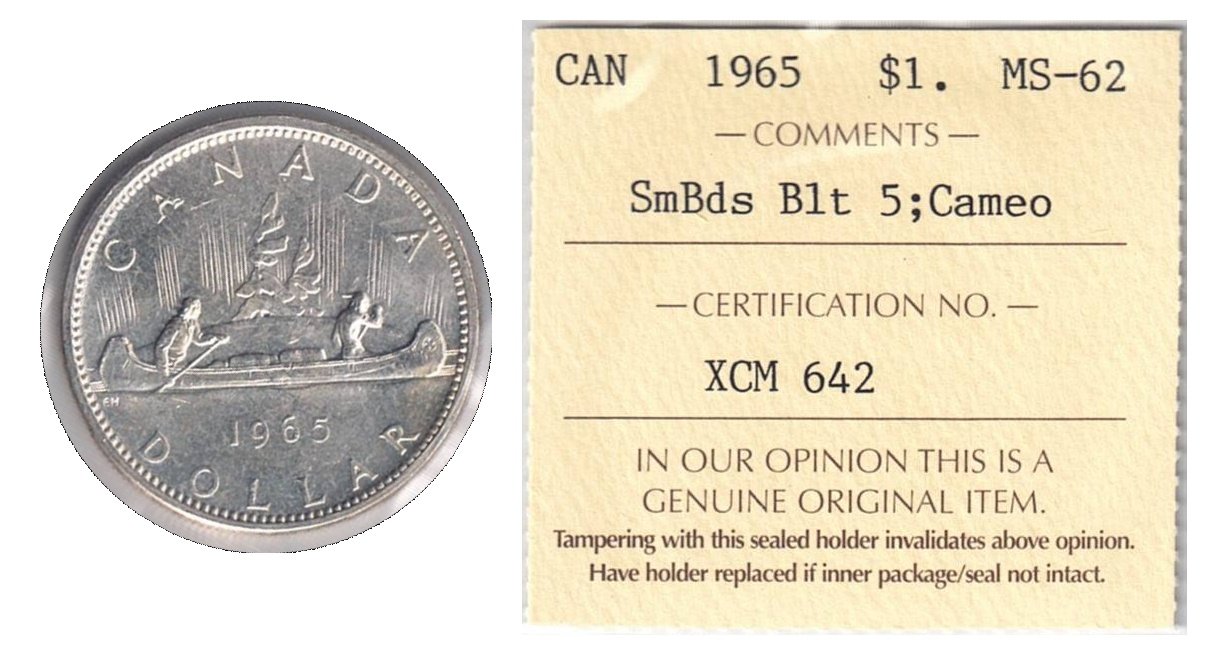 CANADA
EH
1965
DOLLAR
CAN 1965 $1. MS-62
— COMMENTS —
SmBds Blt 5;Cameo
— CERTIFICATION NO. —
XCM 642
IN OUR OPINION THIS IS A
GENUINE ORIGINAL ITEM.
Tampering with this sealed holder invalidates above opinion.
Have holder replaced if inner package/seal not intact.